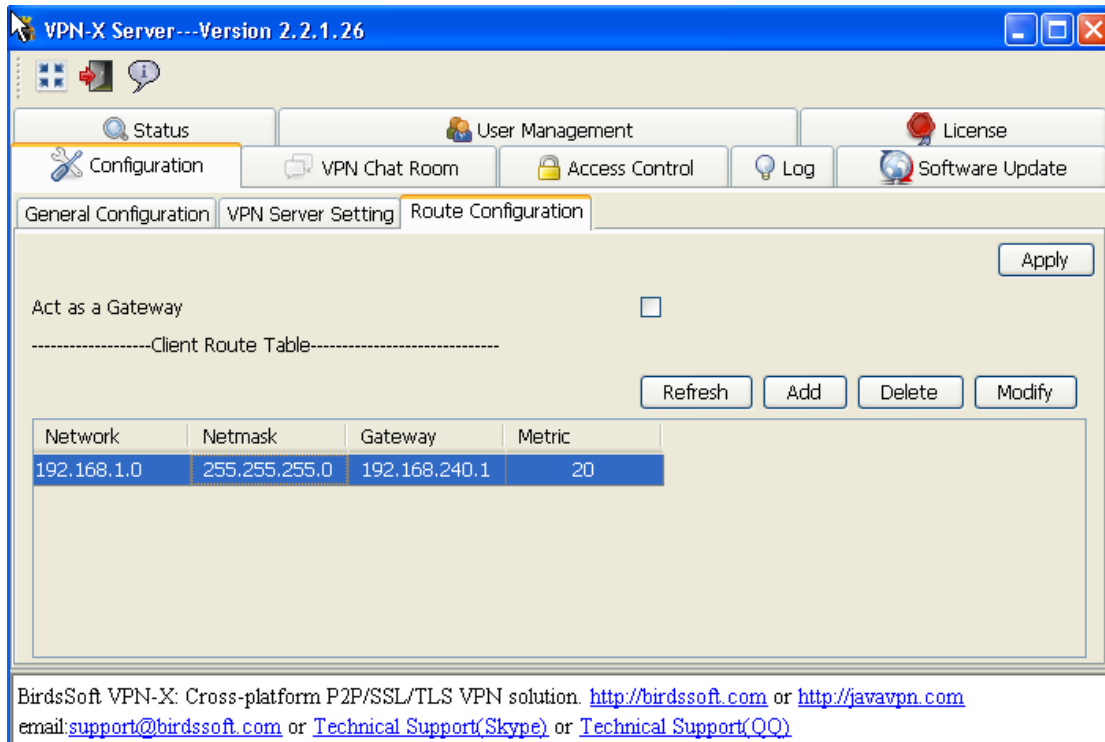 VPN-X Server---Version 2.2.1.26
Status User Management License
Configuration VPN Chat Room Access Control Log Software Update
General Configuration VPN Server Setting Route Configuration
Apply
Act as a Gateway
-------------------Client Route Table------------------------------
Refresh Add Delete Modify
Network Netmask Gateway Metric
192.168.1.0 255.255.255.0 192.168.240.1 20
BirdsSoft VPN-X: Cross-platform P2P/SSL/TLS VPN solution. http://birdssoft.com or http://javavpn.com
email:support@birdssoft.com or Technical Support(Skype) or Technical Support(QQ)